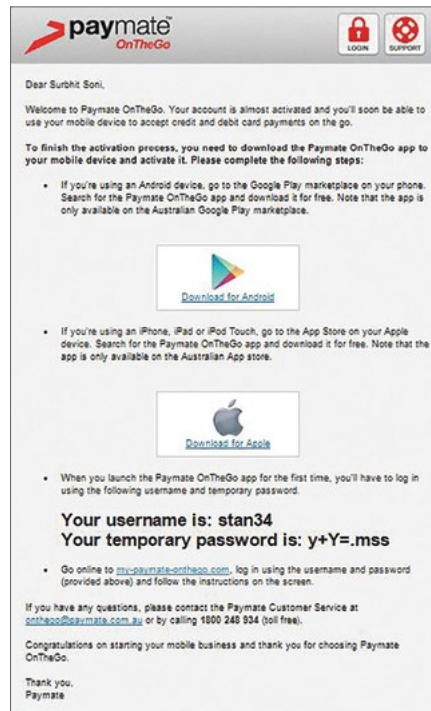 paymate
OnTheGo
LOGIN
SUPPORT
Dear Surbhit Soni,
Welcome to Paymate OnTheGo. Your account is almost activated and you'll soon be able to
use your mobile device to accept credit and debit card payments on the go.
To finish the activation process, you need to download the Paymate OnTheGo app to
your mobile device and activate it. Please complete the following steps:
• If you're using an Android device, go to the Google Play marketplace on your phone.
Search for the Paymate OnTheGo app and download it for free. Note that the app is
only available on the Australian Google Play marketplace.
Download for Android
• If you're using an iPhone, iPad or iPod Touch, go to the App Store on your Apple
device. Search for the Paymate OnTheGo app and download it for free. Note that the
app is only available on the Australian App store.
Download for Apple
• When you launch the Paymate OnTheGo app for the first time, you'll have to log in
using the following username and temporary password.
Your username is: stan34
Your temporary password is: y+Y=.mss
• Go online to my-paymate-onthego.com, log in using the username and password
(provided above) and follow the instructions on the screen.
If you have any questions, please contact the Paymate Customer Service at
onthego@paymate.com.au or by calling 1800 248 934 (toll free).
Congratulations on starting your mobile business and thank you for choosing Paymate
OnTheGo.
Thank you,
Paymate